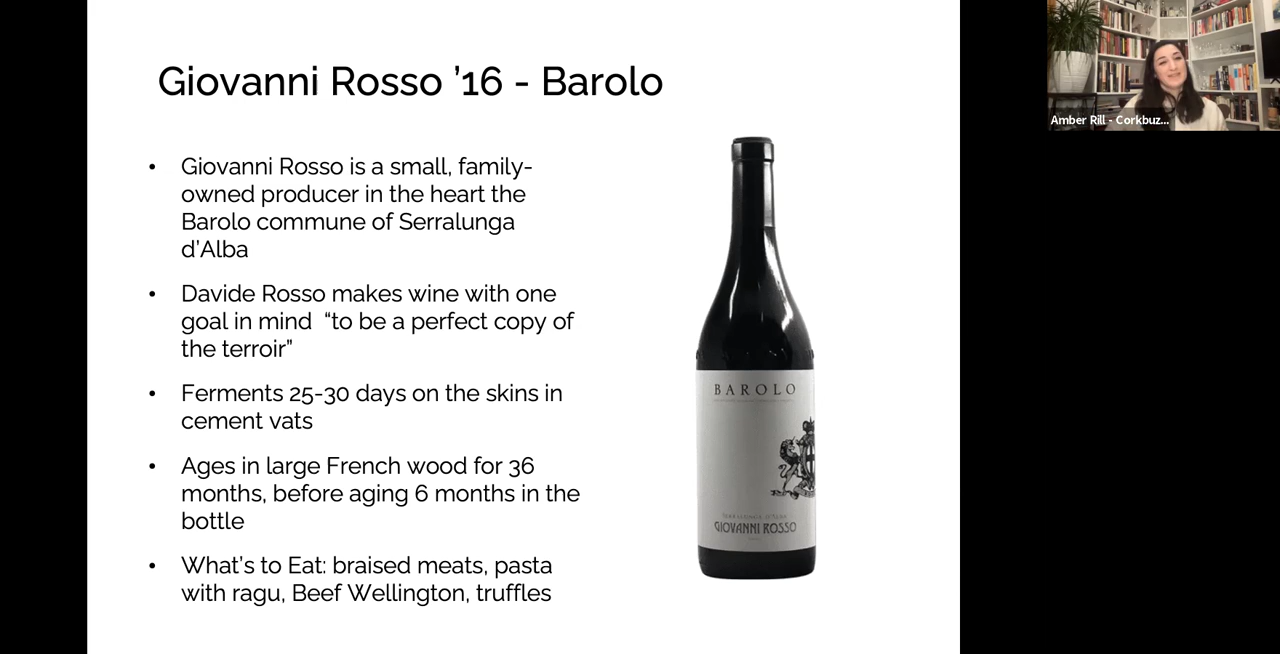 Giovanni Rosso ’16 - Barolo
Amber Rill - Corkbuz...
• Giovanni Rosso is a small, family-
owned producer in the heart the
Barolo commune of Serralunga
d’Alba
• Davide Rosso makes wine with one
goal in mind “to be a perfect copy of
the terroir”
• Ferments 25-30 days on the skins in
cement vats
• Ages in large French wood for 36
months, before aging 6 months in the
bottle
• What’s to Eat: braised meats, pasta
with ragu, Beef Wellington, truffles
BAROLO
GIOVANNI ROSSO